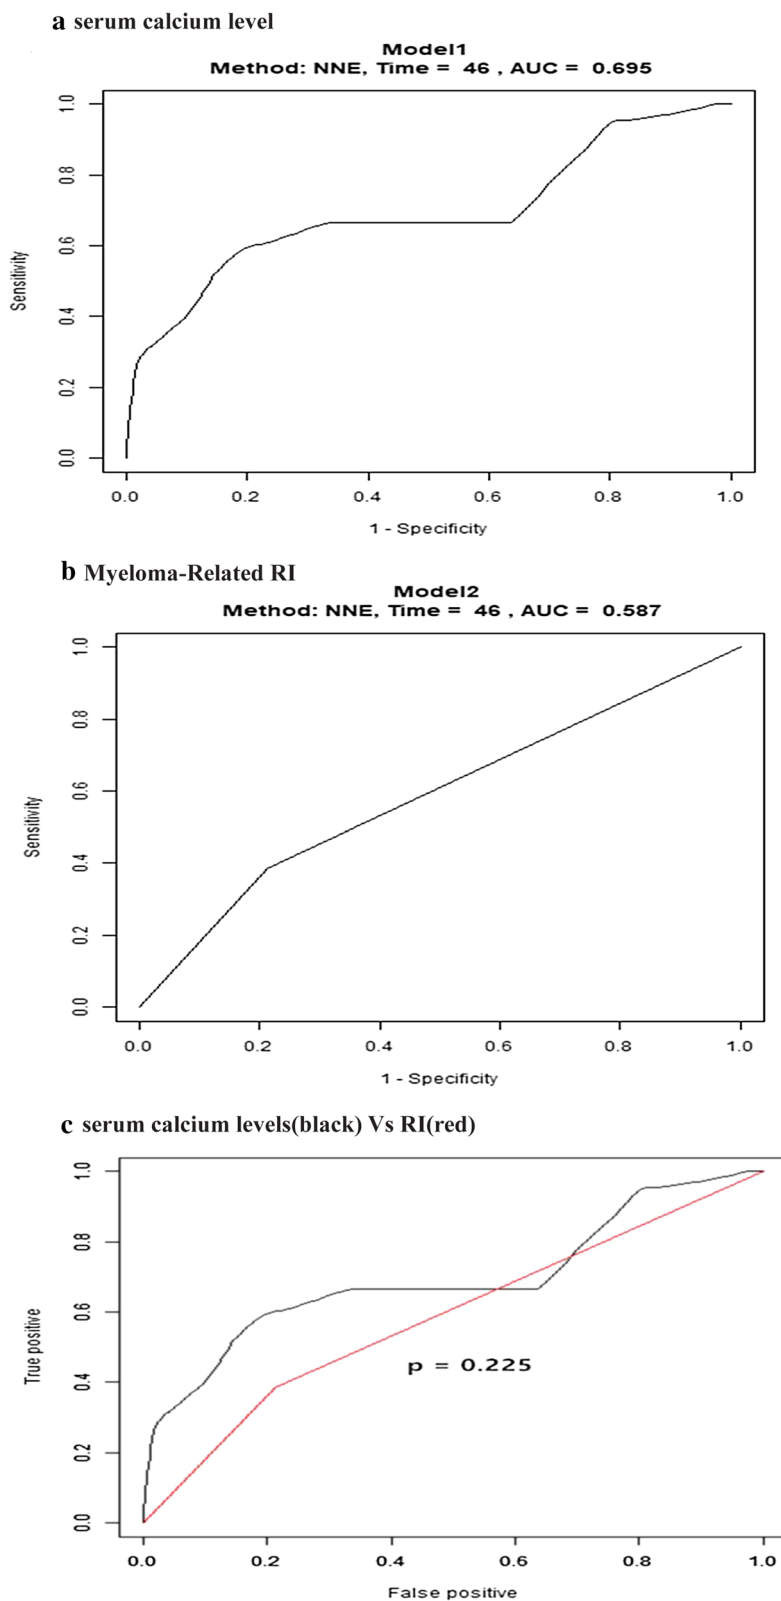 a serum calcium level
Model1
Method: NNE, Time = 46 , AUC = 0.695
1.0
0.8
0.6
0.4
0.2
0.0
Sensitivity
0.0 0.2 0.4 0.6 0.8 1.0
1 - Specificity
b Myeloma-Related RI
Model2
Method: NNE, Time = 46 , AUC = 0.587
1.0
0.8
0.6
0.4
0.2
0.0
Sensitivity
0.0 0.2 0.4 0.6 0.8 1.0
1 - Specificity
c serum calcium levels(black) Vs RI(red)
1.0
0.8
0.6
0.4
0.2
0.0
True positive
p = 0.225
0.0 0.2 0.4 0.6 0.8 1.0
False positive